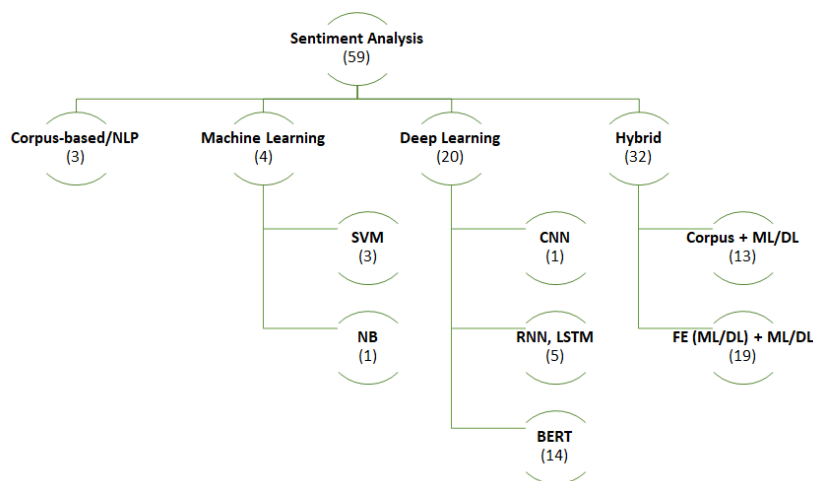 Sentiment Analysis
(59)
Corpus-based/NLP
(3)
Machine Learning
(4)
Deep Learning
(20)
Hybrid
(32)
SVM
(3)
CNN
(1)
Corpus + ML/DL
(13)
NB
(1)
RNN, LSTM
(5)
FE (ML/DL) + ML/DL
(19)
BERT
(14)